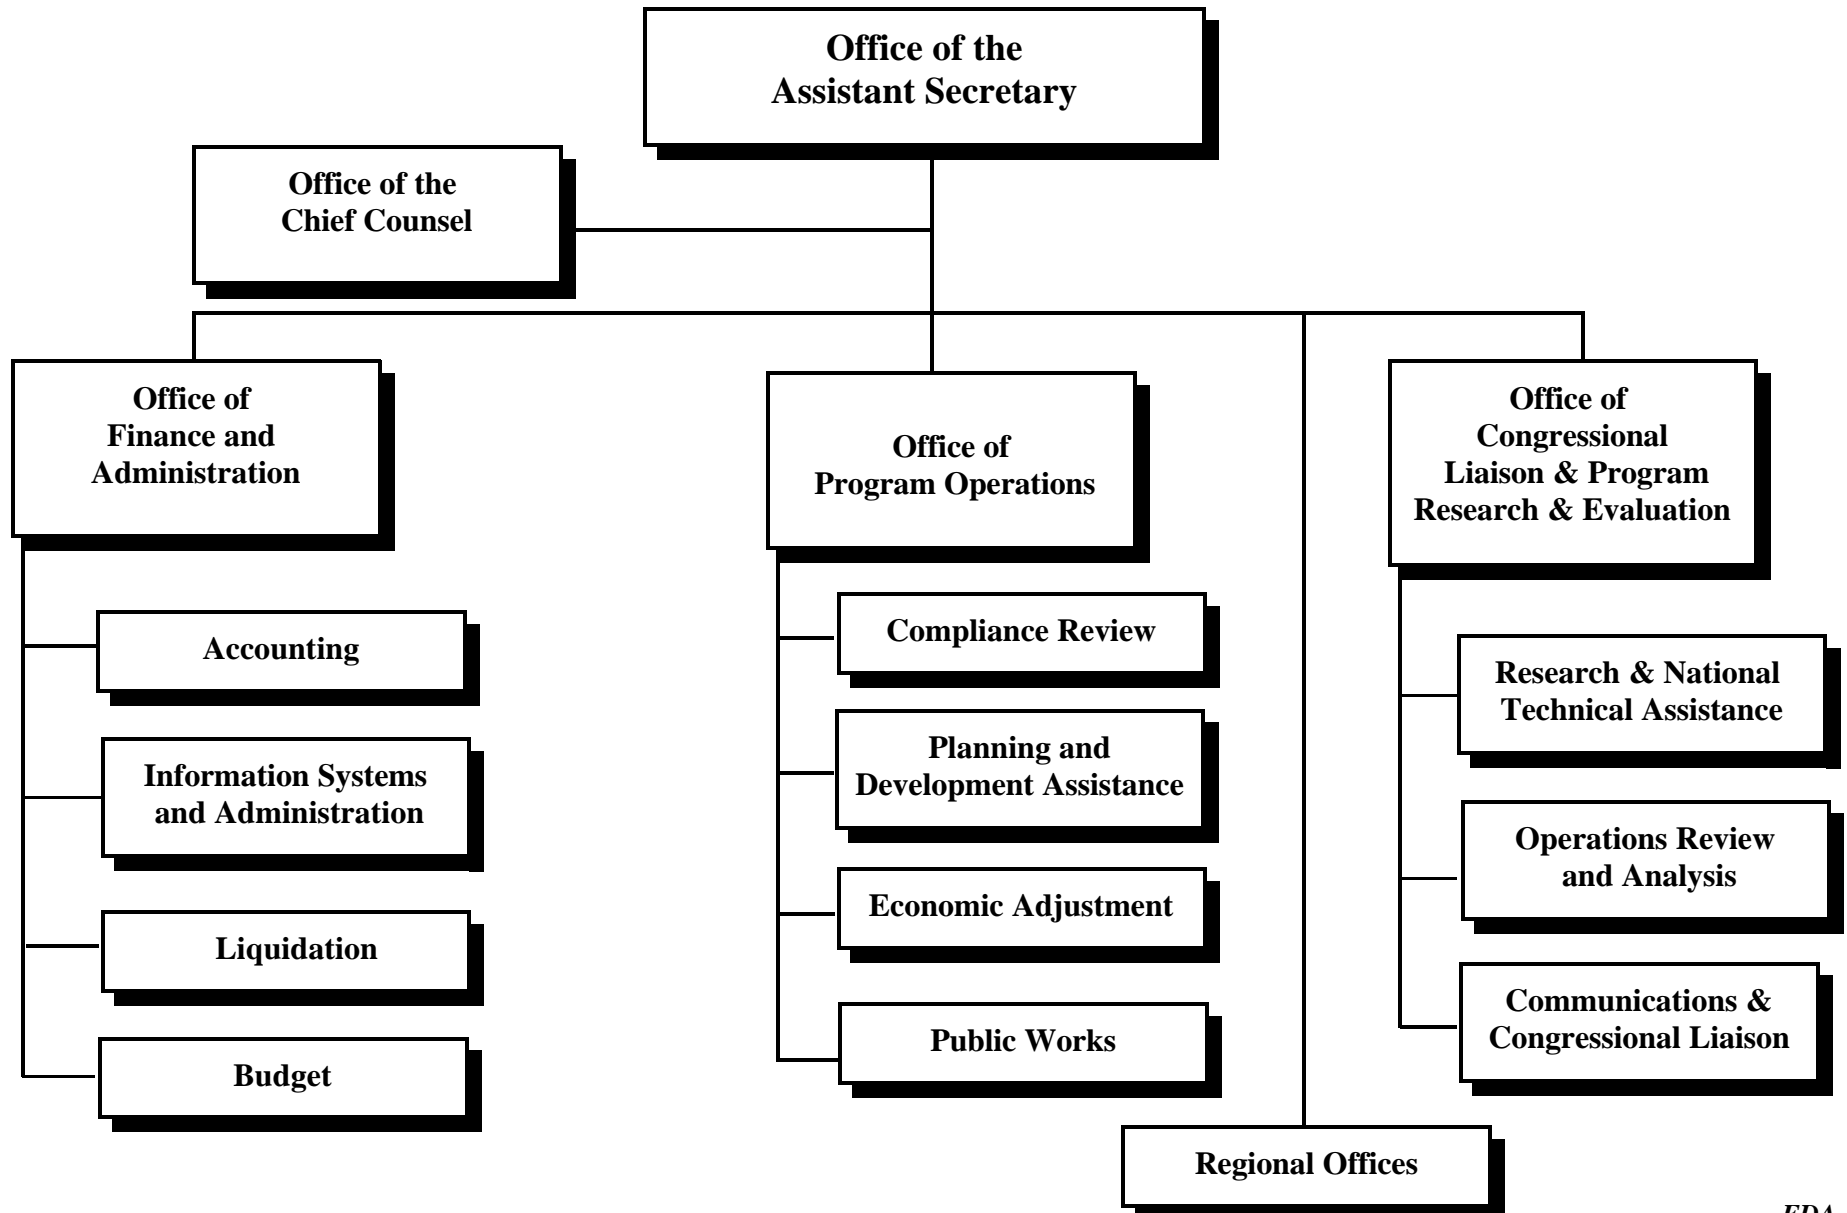 Office of the
Assistant Secretary
Office of the
Chief Counsel
Office of
Finance and
Administration
Accounting
Information Systems
and Administration
Liquidation
Budget
Office of
Program Operations
Compliance Review
Planning and
Development Assistance
Economic Adjustment
Public Works
Office of
Congressional
Liaison & Program
Research & Evaluation
Research & National
Technical Assistance
Operations Review
and Analysis
Communications &
Congressional Liaison
Regional Offices
EDA